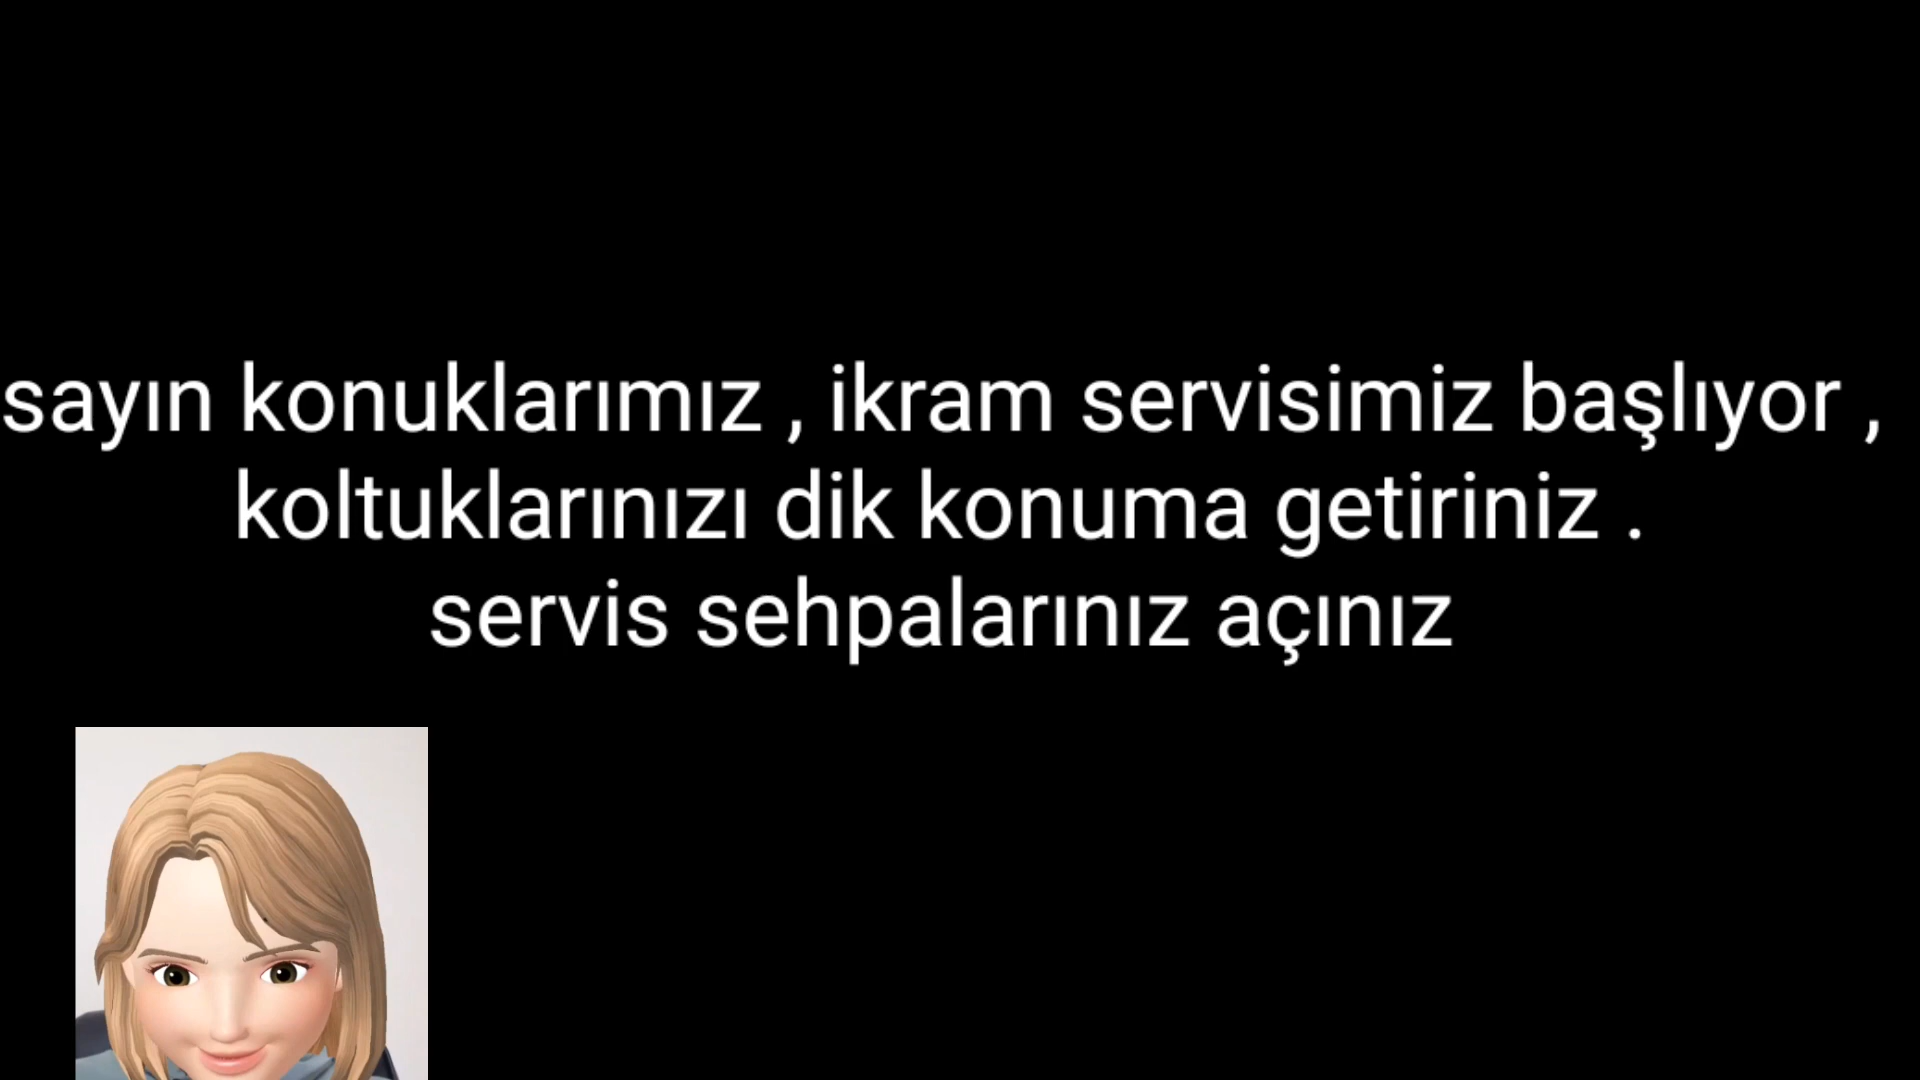 sayın konuklarımız , ikram servisimiz başlıyor ,
koltuklarınızı dik konuma getiriniz .
servis sehpalarınız açınız